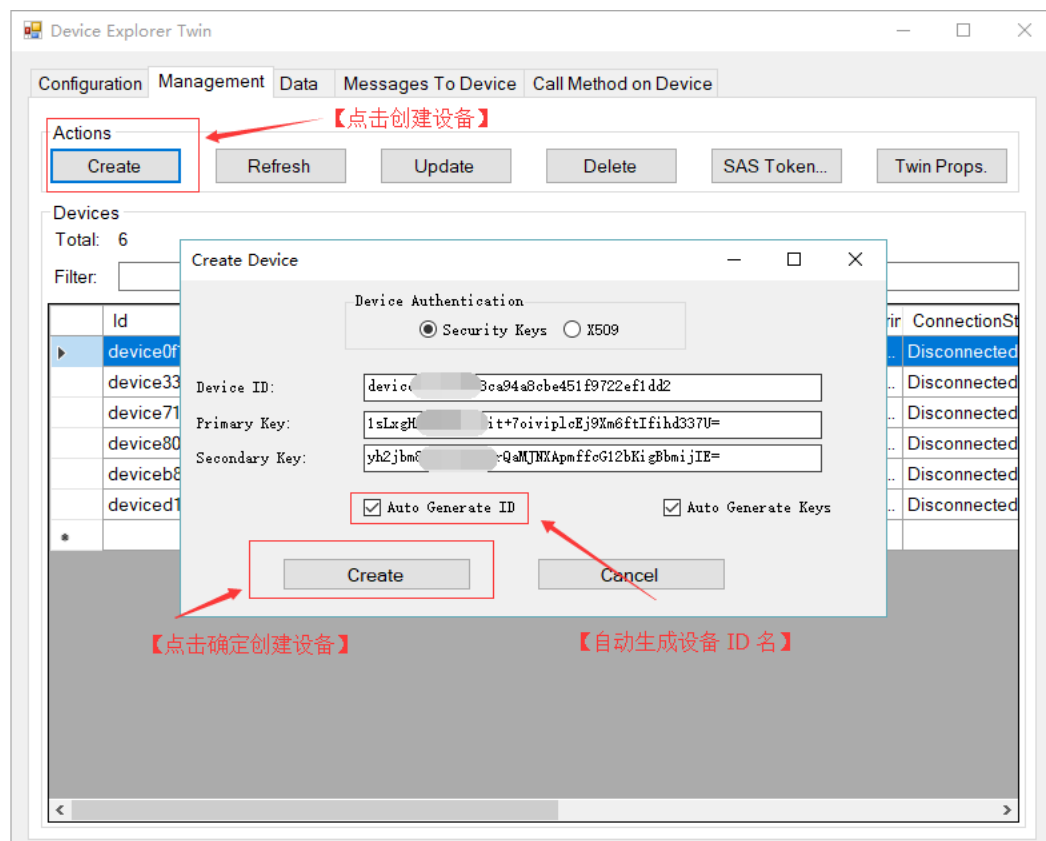 Device Explorer Twin
Configuration Management Data Messages To Device Call Method on Device
【点击创建设备】
Actions
Create Refresh Update Delete SAS Token... Twin Props.
Devices
Total: 6
Create Device
Filter:
Device Authentication
Security Keys X509
Id ConnectionSt
device0f Disconnected
device33 Disconnected
Device ID: 3ca94a8cbe451f9722ef1dd2
device71 Disconnected
Primary Key: it+7oiviplcEj9Xm6ftIfihd337U=
device80 Disconnected
Secondary Key: rQaMJNXApmffcG12bKigBbmijIE=
deviceb8 Disconnected
deviced1 Disconnected
Auto Generate ID Auto Generate Keys
Create Cancel
【点击确定创建设备】
【自动生成设备 ID 名】